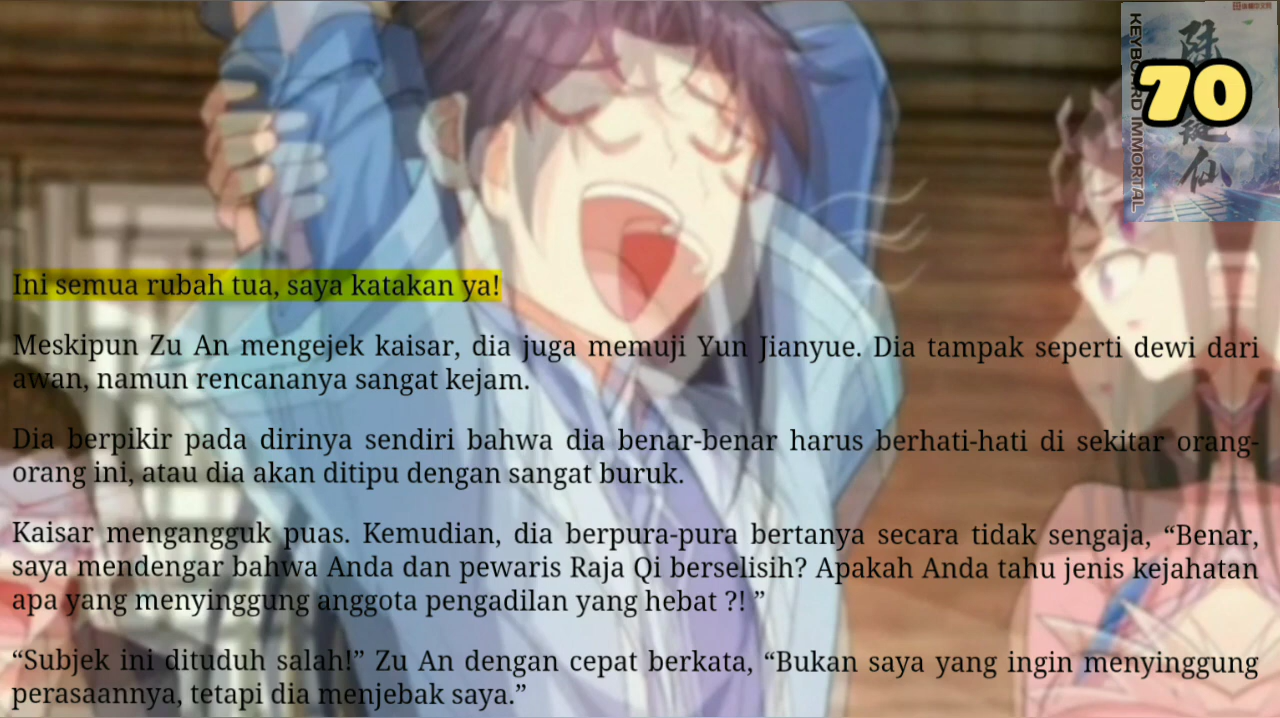 KEYBOARD IMMORTAL
70
Ini semua rubah tua, saya katakan ya!
Meskipun Zu An mengejek kaisar, dia juga memuji Yun Jianyue. Dia tampak seperti dewi dari
awan, namun rencananya sangat kejam.
Dia berpikir pada dirinya sendiri bahwa dia benar-benar harus berhati-hati di sekitar orang-
orang ini, atau dia akan ditipu dengan sangat buruk.
Kaisar mengangguk puas. Kemudian, dia berpura-pura bertanya secara tidak sengaja, “Benar,
saya mendengar bahwa Anda dan pewaris Raja Qi berselisih? Apakah Anda tahu jenis kejahatan
apa yang menyinggung anggota pengadilan yang hebat ?! ”
“Subjek ini dituduh salah!” Zu An dengan cepat berkata, “Bukan saya yang ingin menyinggung
perasaannya, tetapi dia menjebak saya.”